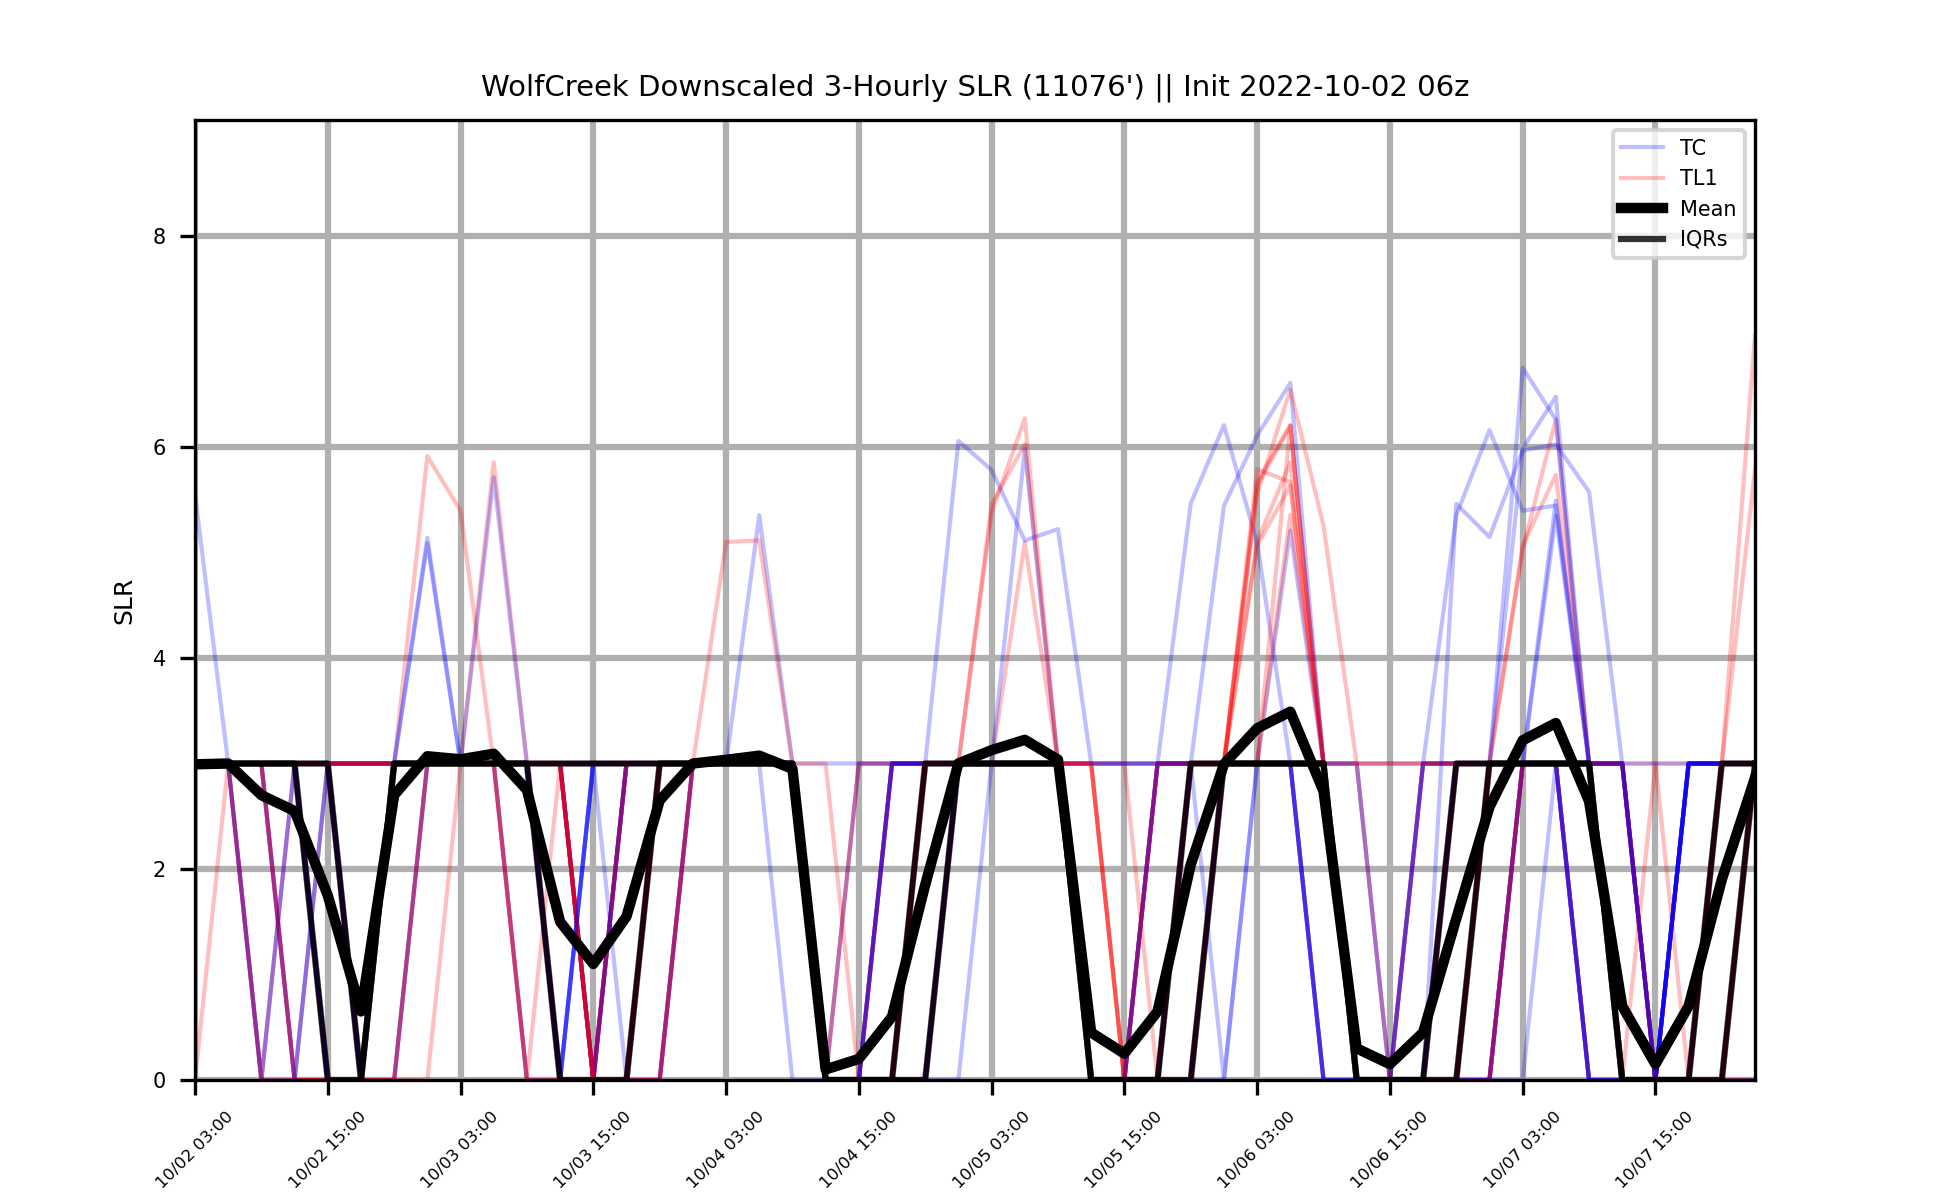 WolfCreek Downscaled 3-Hourly SLR (11076') || Init 2022-10-02 06z
TC
TL1
Mean
IQRs
SLR
8
6
4
2
0
10/02 03:00
10/02 15:00
10/03 03:00
10/03 15:00
10/04 03:00
10/04 15:00
10/05 03:00
10/05 15:00
10/06 03:00
10/06 15:00
10/07 03:00
10/07 15:00